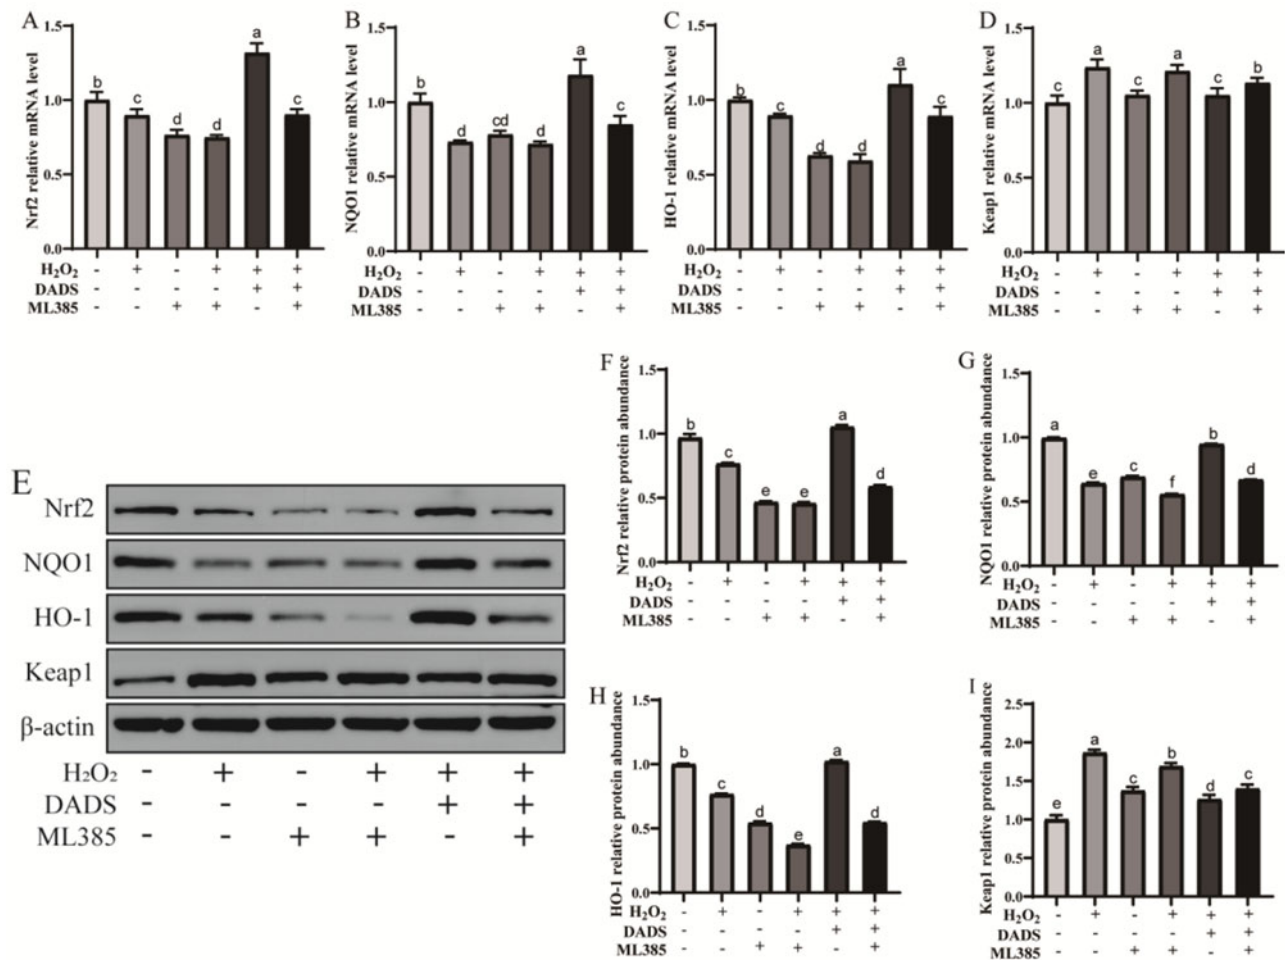 A
Nrf2 relative mRNA level
1.5
1.0
0.5
0.0
b
c
d
d
a
c
H₂O₂ - + - + + +
DADS - - - - + +
ML385 - - + + - +
B
NQO1 relative mRNA level
1.5
1.0
0.5
0.0
b
d
cd
d
a
c
H₂O₂ - + - + + +
DADS - - - - + +
ML385 - - + + - +
C
HO-1 relative mRNA level
1.5
1.0
0.5
0.0
b
c
d
d
a
c
H₂O₂ - + - + + +
DADS - - - - + +
ML385 - - + + - +
D
Keap1 relative mRNA level
1.5
1.0
0.5
0.0
c
a
c
a
c
b
H₂O₂ - + - + + +
DADS - - - - + +
ML385 - - + + - +
E
Nrf2
NQO1
HO-1
Keap1
β-actin
H₂O₂ - + - + + +
DADS - - - - + +
ML385 - - + + - +
F
Nrf2 relative protein abundance
1.5
1.0
0.5
0.0
b
c
e
e
a
d
H₂O₂ - + - + + +
DADS - - - - + +
ML385 - - + + - +
G
NQO1 relative protein abundance
1.5
1.0
0.5
0.0
a
e
c
f
b
d
H₂O₂ - + - + + +
DADS - - - - + +
ML385 - - + + - +
H
HO-1 relative protein abundance
1.5
1.0
0.5
0.0
b
c
d
e
a
d
H₂O₂ - + - + + +
DADS - - - - + +
ML385 - - + + - +
I
Keap1 relative protein abundance
2.5
2.0
1.5
1.0
0.5
0.0
e
a
c
b
d
c
H₂O₂ - + - + + +
DADS - - - - + +
ML385 - - + + - +